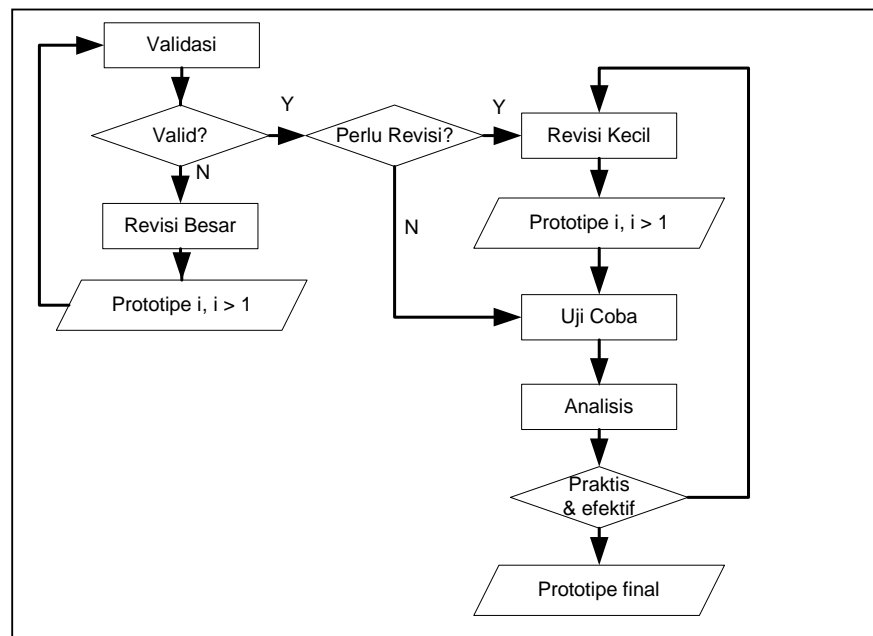 Validasi
Valid?
Y
Perlu Revisi?
Y
Revisi Kecil
N
Revisi Besar
Prototipe i, i > 1
N
Prototipe i, i > 1
Uji Coba
Analisis
Praktis
& efektif
Prototipe final